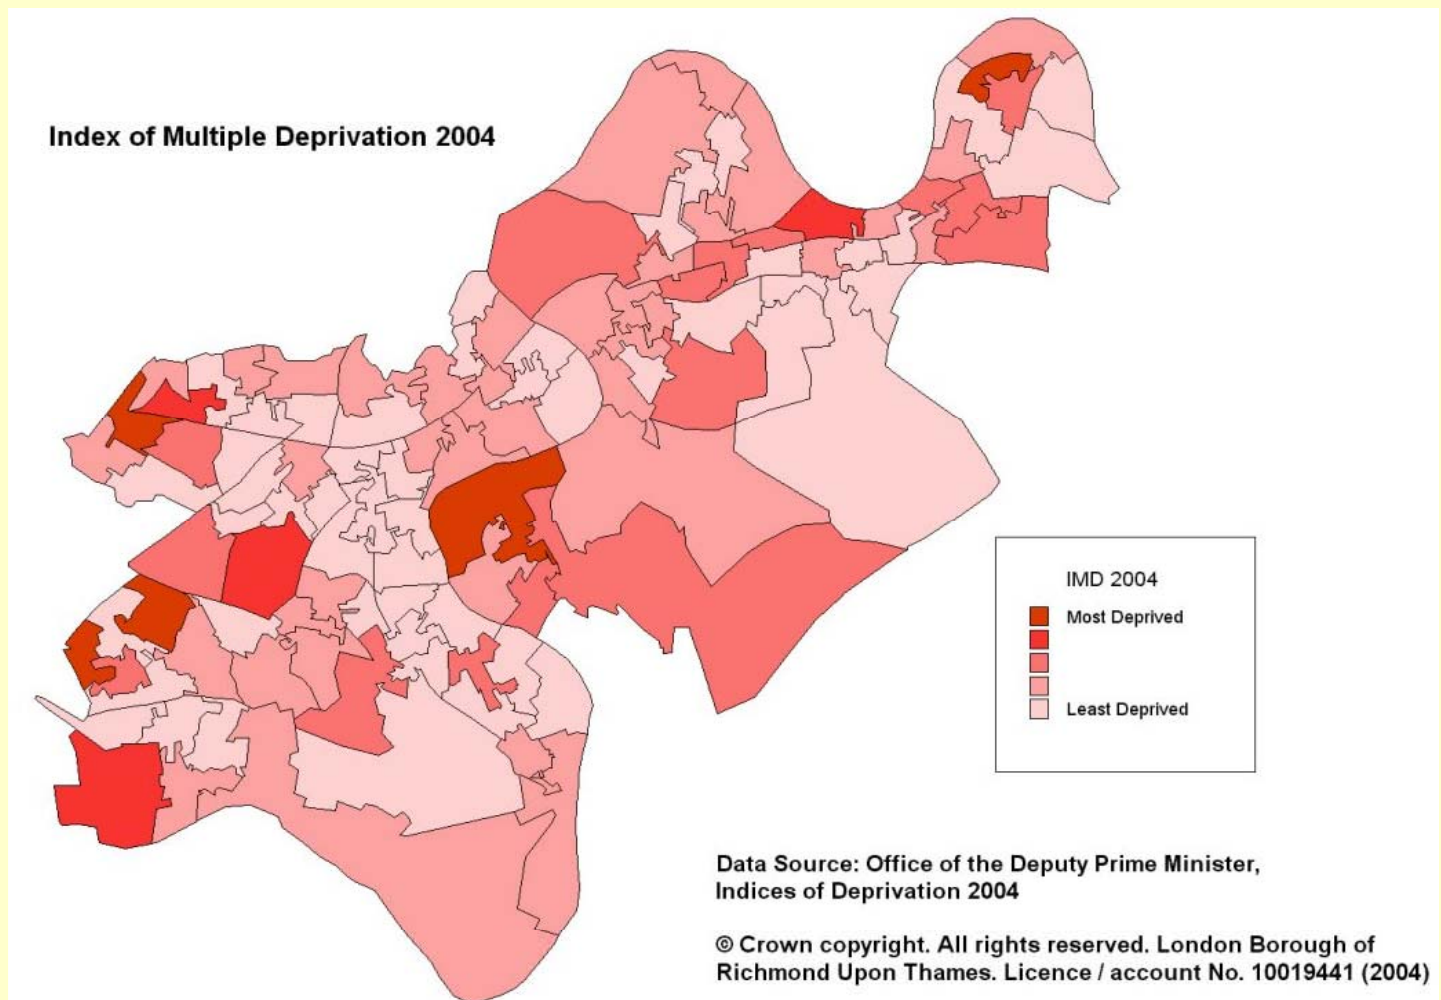 Index of Multiple Deprivation 2004
IMD 2004
Most Deprived
Least Deprived
Data Source: Office of the Deputy Prime Minister,
Indices of Deprivation 2004
© Crown copyright. All rights reserved. London Borough of
Richmond Upon Thames. Licence / account No. 10019441 (2004)